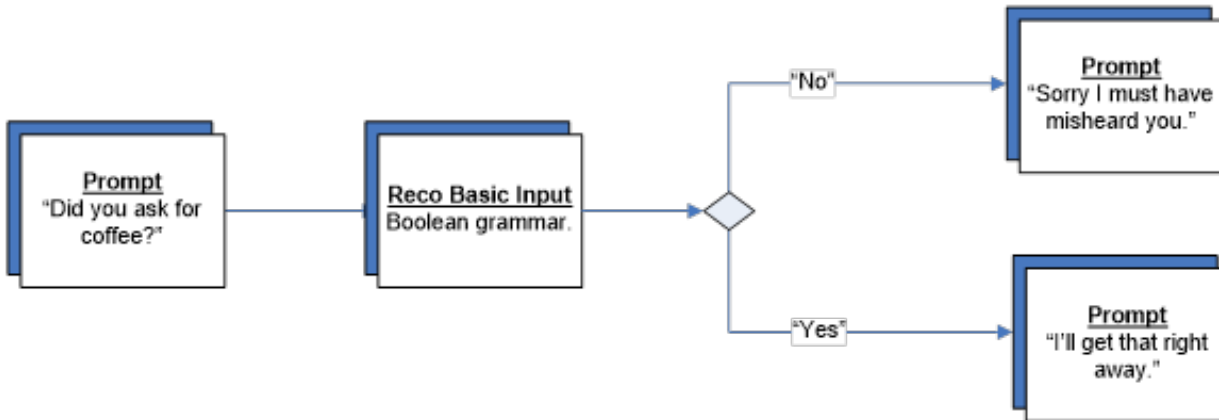 Prompt
“Did you ask for
coffee?”
Reco Basic Input
Boolean grammar.
“No”
Prompt
“Sorry I must have
misheard you.”
“Yes”
Prompt
“I’ll get that right
away.”